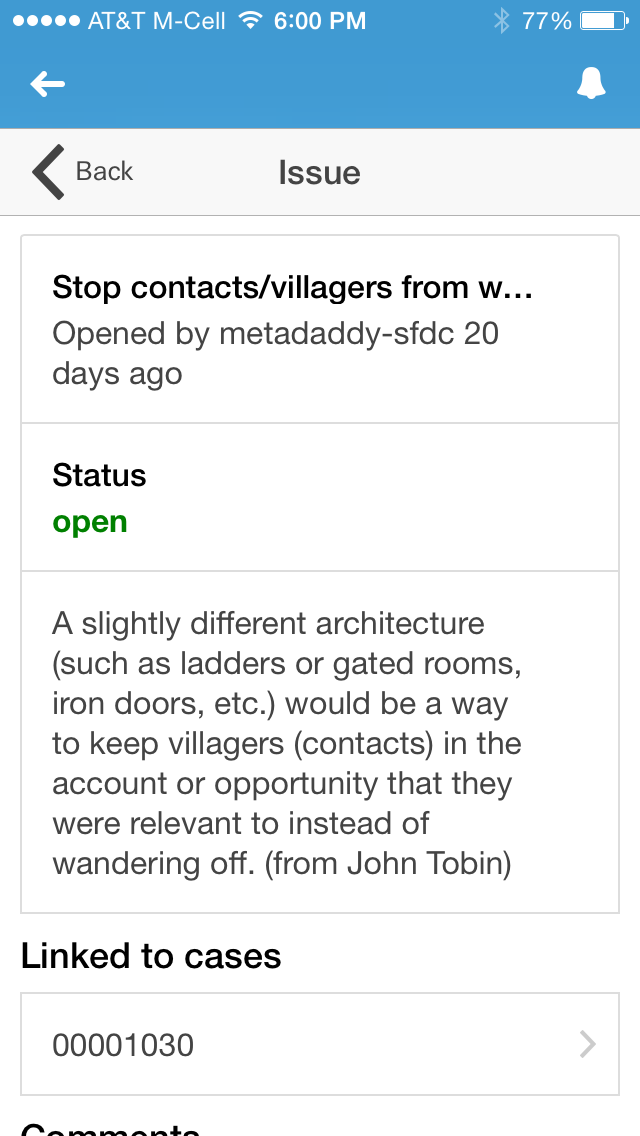 AT&T M-Cell 6:00 PM 77%
Back Issue
Stop contacts/villagers from w...
Opened by metadaddy-sfdc 20
days ago
Status
open
A slightly different architecture
(such as ladders or gated rooms,
iron doors, etc.) would be a way
to keep villagers (contacts) in the
account or opportunity that they
were relevant to instead of
wandering off. (from John Tobin)
Linked to cases
00001030
Comments